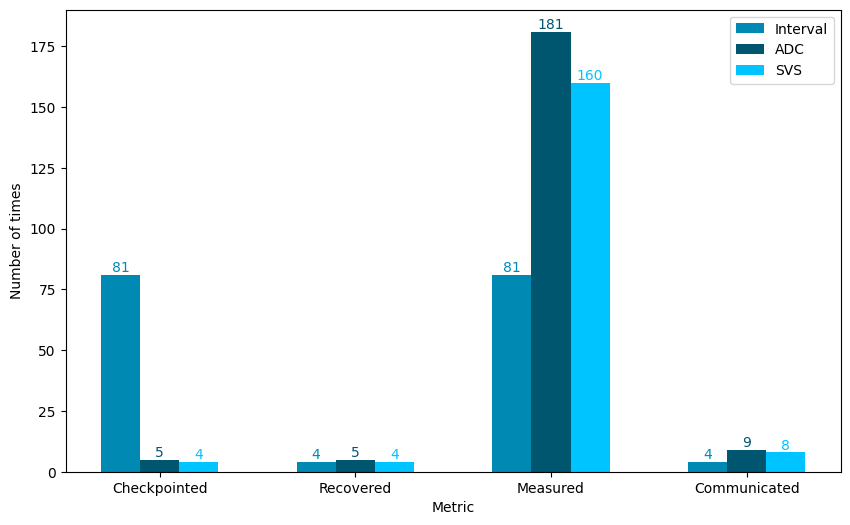 Interval
ADC
SVS
Number of times
175
150
125
100
75
50
25
0
81
5
4
4
5
4
81
181
160
4
9
8
Checkpointed
Recovered
Measured
Communicated
Metric